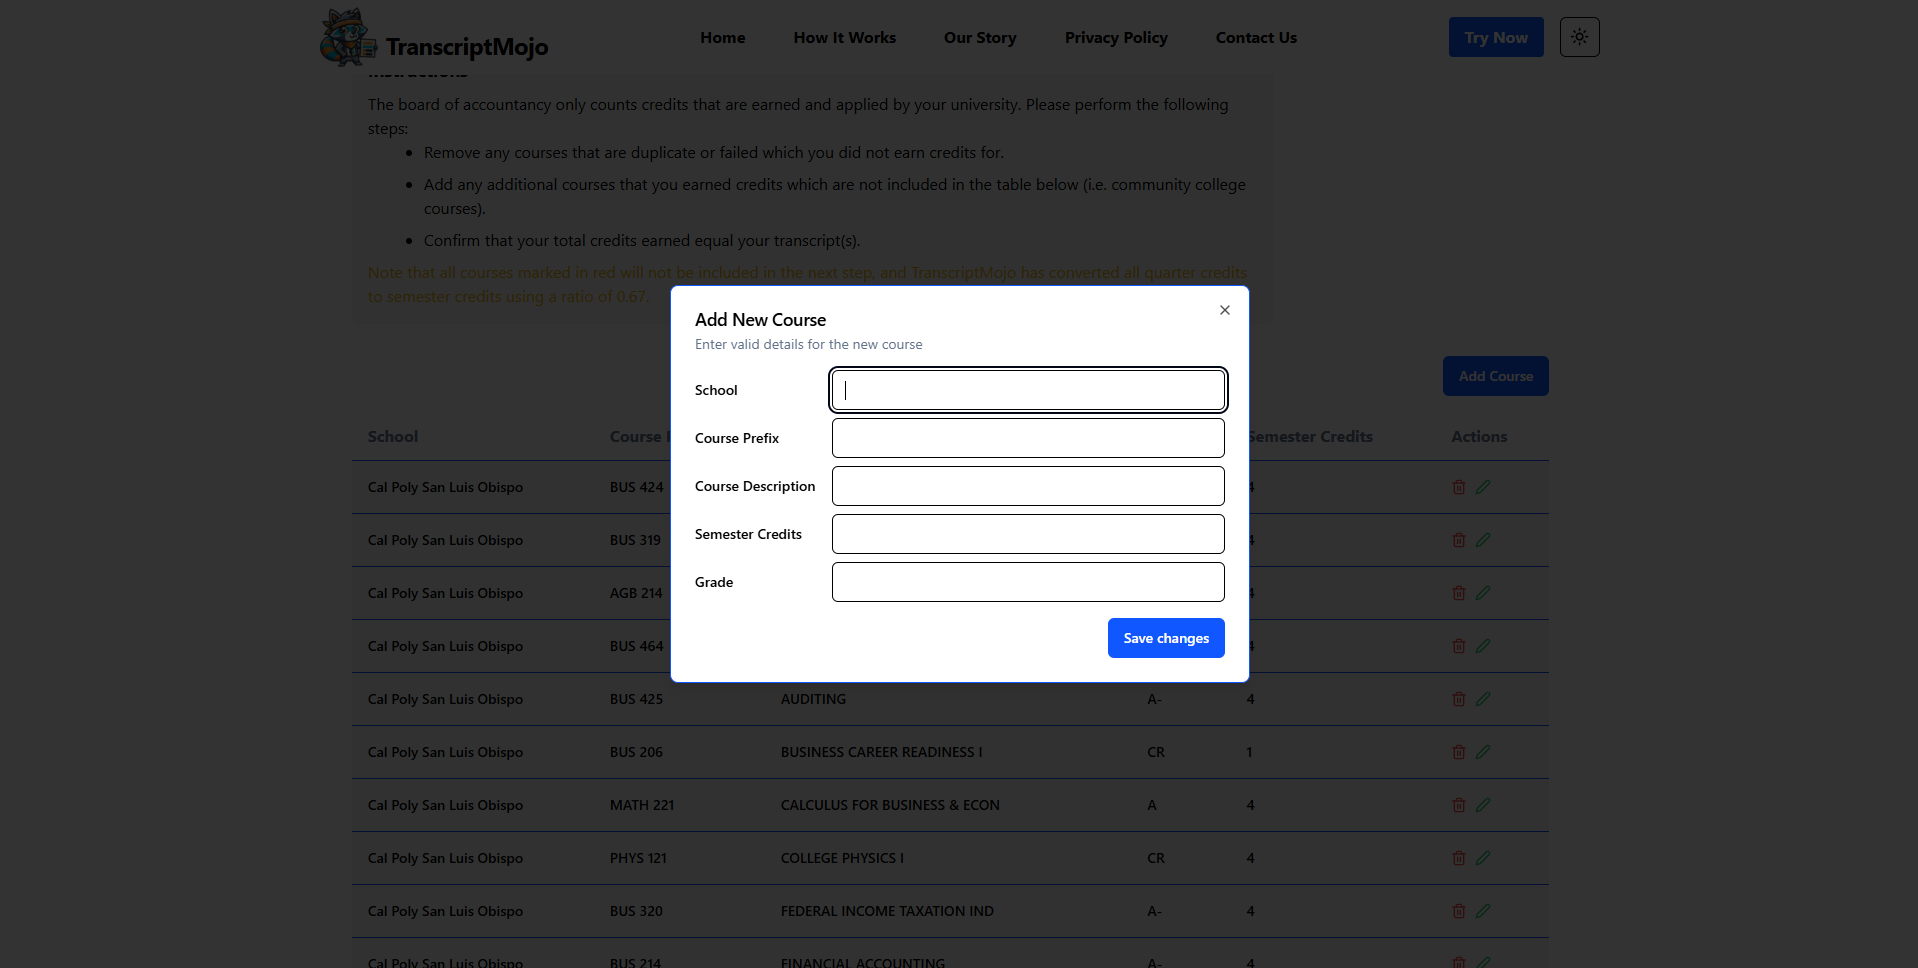 TranscriptMojo
Home
How It Works
Our Story
Privacy Policy
Contact Us
Try Now
The board of accountancy only counts credits that are earned and applied by your university. Please perform the following
steps:
Remove any courses that are duplicate or failed which you did not earn credits for.
Add any additional courses that you earned credits which are not included in the table below (i.e. community college
courses).
Confirm that your total credits earned equal your transcript(s).
Note that all courses marked in red will not be included in the next step, and TranscriptMojo has converted all quarter credits
to semester credits using a ratio of 0.67.
Add New Course
Enter valid details for the new course
School
Course Prefix
Course Description
Semester Credits
Grade
Save changes
Add Course
School Course Semester Credits Actions
Cal Poly San Luis Obispo BUS 424 4
Cal Poly San Luis Obispo BUS 319 4
Cal Poly San Luis Obispo AGB 214 4
Cal Poly San Luis Obispo BUS 464 4
Cal Poly San Luis Obispo BUS 425 AUDITING A- 4
Cal Poly San Luis Obispo BUS 206 BUSINESS CAREER READINESS I CR 1
Cal Poly San Luis Obispo MATH 221 CALCULUS FOR BUSINESS & ECON A 4
Cal Poly San Luis Obispo PHYS 121 COLLEGE PHYSICS I CR 4
Cal Poly San Luis Obispo BUS 320 FEDERAL INCOME TAXATION IND A- 4
Cal Poly San Luis Obispo BUS 214 FINANCIAL ACCOUNTING A- 4